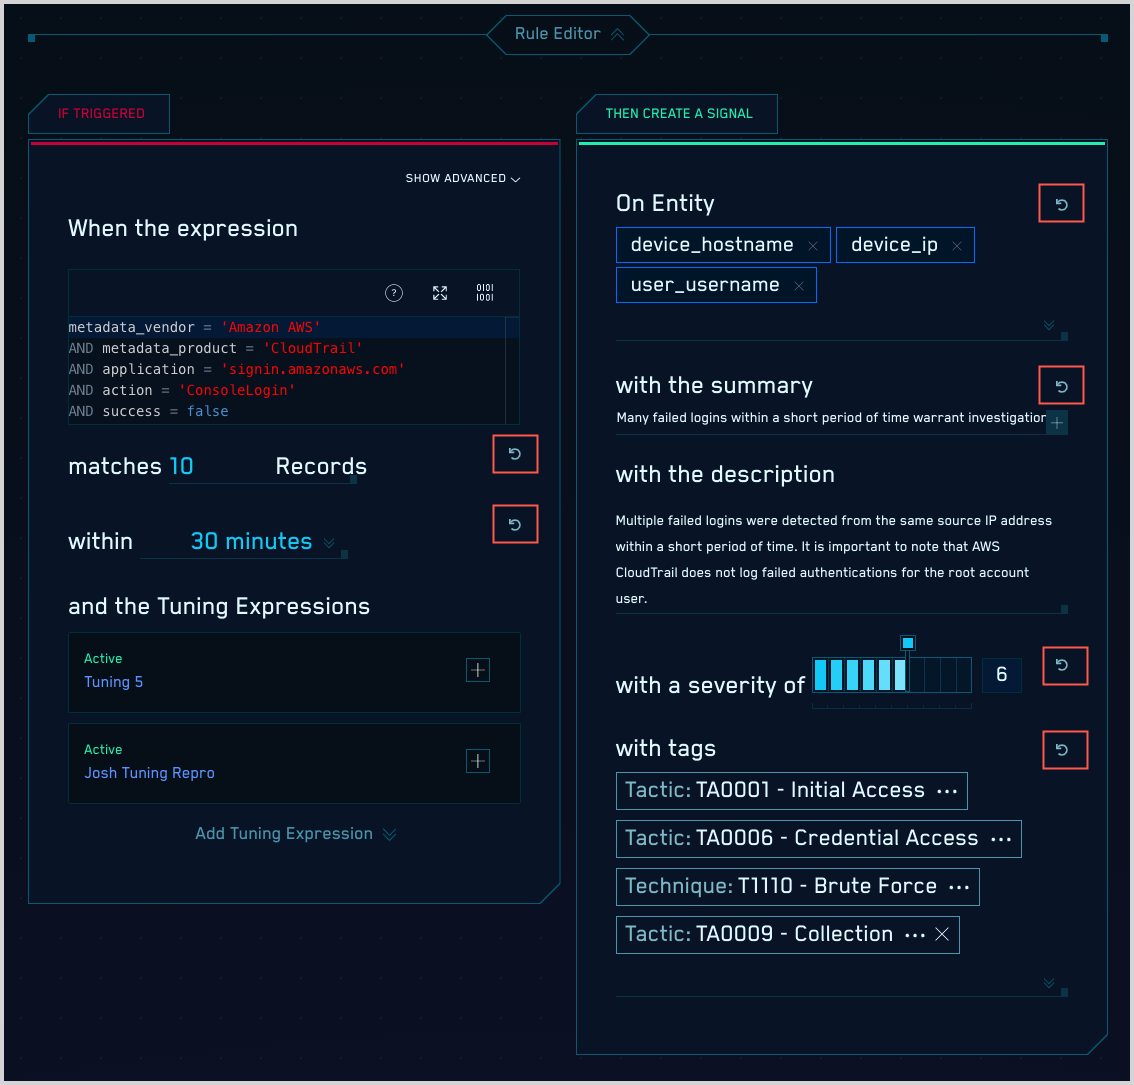 Rule Editor
IF TRIGGERED
SHOW ADVANCED
When the expression
?
0101
1001
metadata_vendor = 'Amazon AWS'
AND metadata_product = 'CloudTrail'
AND application = 'signin.amazonaws.com'
AND action = 'ConsoleLogin'
AND success = false
matches 10 Records
within 30 minutes
and the Tuning Expressions
Active
Tuning 5
Active
Josh Tuning Repro
Add Tuning Expression
THEN CREATE A SIGNAL
On Entity
device_hostname × device_ip ×
user_username ×
with the summary
Many failed logins within a short period of time warrant investigation
with the description
Multiple failed logins were detected from the same source IP address
within a short period of time. It is important to note that AWS
CloudTrail does not log failed authentications for the root account
user.
with a severity of 6
with tags
Tactic: TA0001 - Initial Access ...
Tactic: TA0006 - Credential Access ...
Technique: T1110 - Brute Force ...
Tactic: TA0009 - Collection ... ×